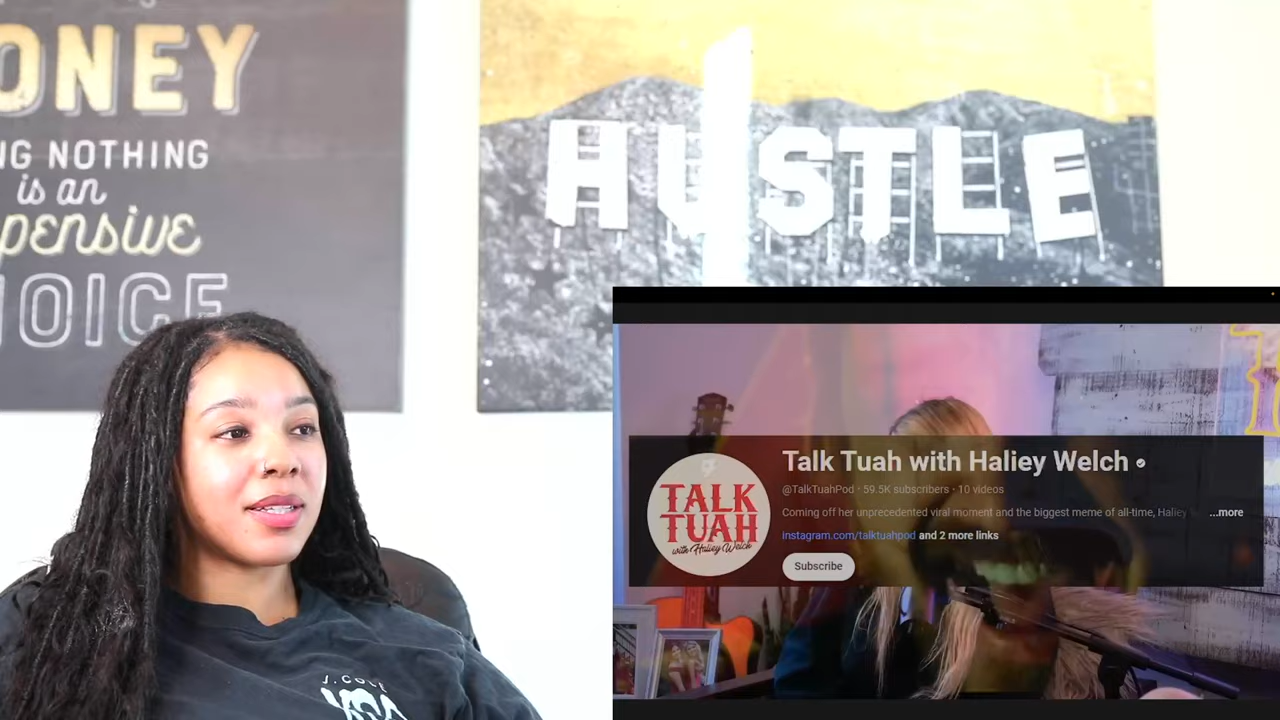 ONEY
NG NOTHING
is an
pensive
HOICE
HUSTLE
Talk Tuah with Haliey Welch
@TalkTuahPod · 59.5K subscribers · 10 videos
Coming off her unprecedented viral moment and the biggest meme of all-time, Haliey ...more
instagram.com/talktuahpod and 2 more links
Subscribe
TALK
TUAH
with Haliey Welch
J. COLE